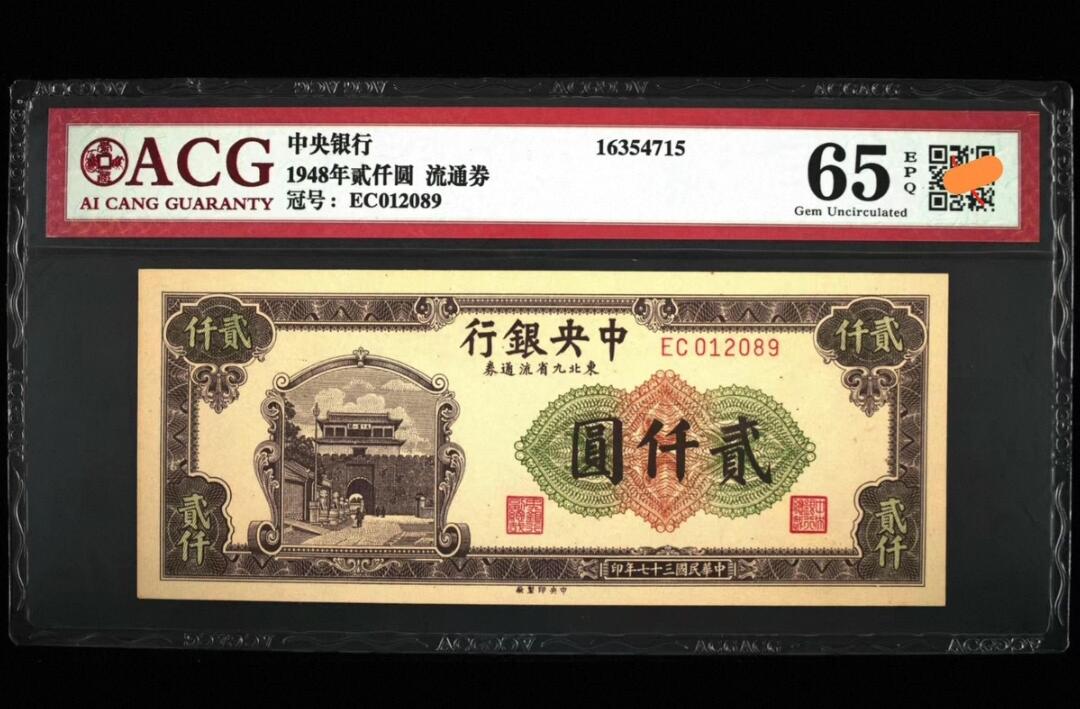 ACG
AI CANG GUARANTY
中央银行
1948年贰仟圆 流通券
冠号：EC012089
16354715
65
EPQ
Gem Uncirculated
貳仟
貳仟
行銀央中
券通流省九北東
EC 012089
圓仟貳
貳仟
貳仟
印年七十三國民華中
廠製印央中
ACGACG